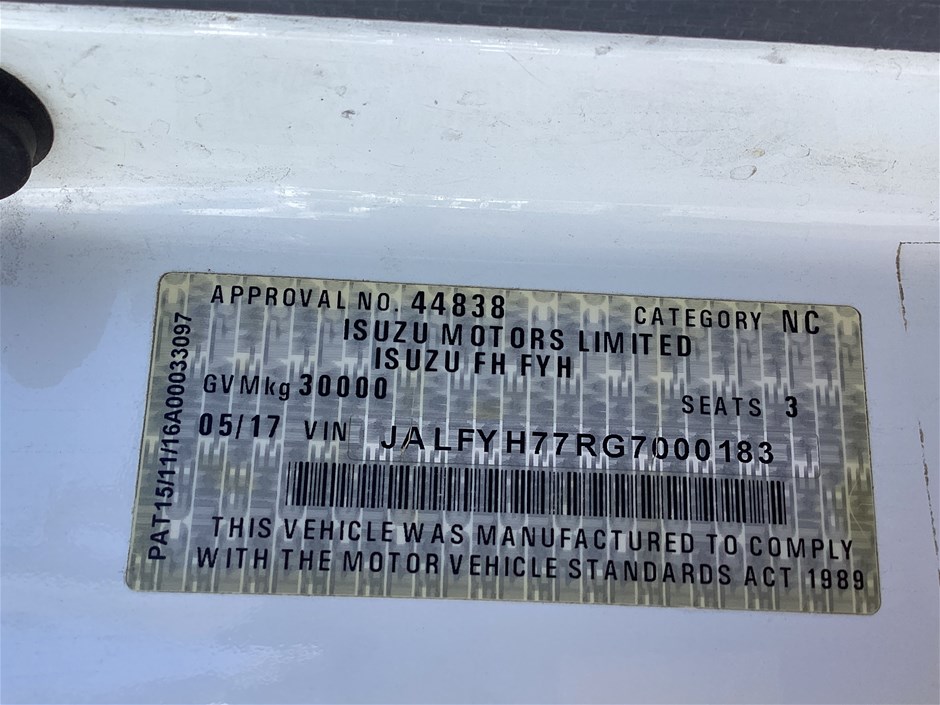 APPROVAL NO. 44838 CATEGORY NC
ISUZU MOTORS LIMITED
ISUZU FH FYH
GVMkg 30000 SEATS 3
05/17 VIN JALFYH77RG7000183
THIS VEHICLE WAS MANUFACTURED TO COMPLY
WITH THE MOTOR VEHICLE STANDARDS ACT 1989
PAT15/11/16A00033097